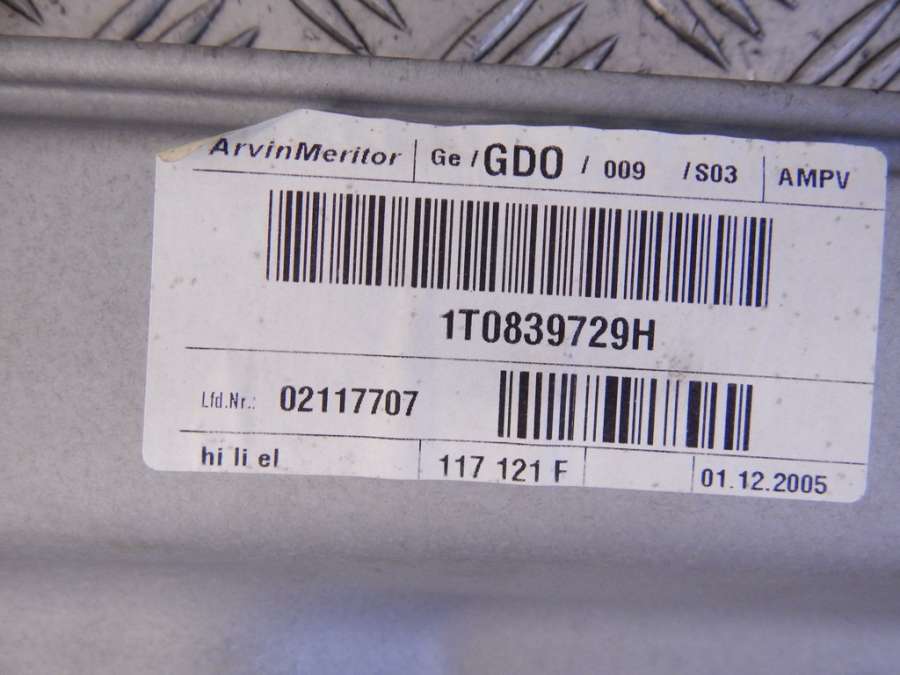 ArvinMeritor Ge / GDO / 009 / S03 AMPV
1T0839729H
Lfd.Nr.: 02117707
hi li el 117 121 F 01.12.2005